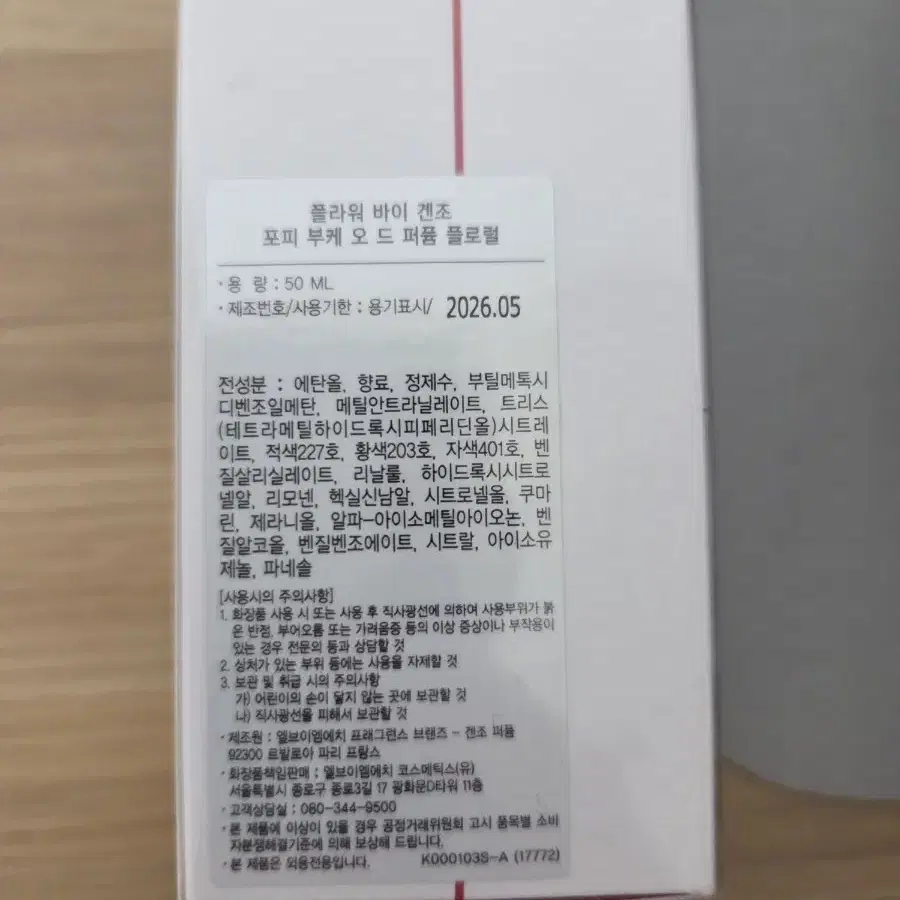 플라워 바이 겐조
포피 부케 오 드 퍼퓸 플로럴
· 용 량 : 50 ML
· 제조번호/사용기한 : 용기표시/ 2026.05
전성분 : 에탄올, 향료, 정제수, 부틸메톡시
디벤조일메탄, 메틸안트라닐레이트, 트리스
(테트라메틸하이드록시피페리딘올)시트레
이트, 적색227호, 황색203호, 자색401호, 벤
질살리실레이트, 리날룰, 하이드록시시트로
넬알, 리모넨, 헥실신남알, 시트로넬올, 쿠마
린, 제라니올, 알파-아이소메틸아이오논, 벤
질알코올, 벤질벤조에이트, 시트랄, 아이소유
제놀, 파네솔
[사용시의 주의사항]
1. 화장품 사용 시 또는 사용 후 직사광선에 의하여 사용부위가 붉
은 반점, 부어오름 또는 가려움증 등의 이상 증상이나 부작용이
있는 경우 전문의 등과 상담할 것
2. 상처가 있는 부위 등에는 사용을 자제할 것
3. 보관 및 취급 시의 주의사항
가) 어린이의 손이 닿지 않는 곳에 보관할 것
나) 직사광선을 피해서 보관할 것
· 제조원 : 엘브이엠에치 프래그런스 브랜즈 - 겐조 퍼퓸
92300 르발로아 파리 프랑스
· 화장품책임판매 : 엘브이엠에치 코스메틱스(유)
서울특별시 종로구 종로3길 17 광화문D타워 11층
· 고객상담실 : 080-344-9500
· 본 제품에 이상이 있을 경우 공정거래위원회 고시 품목별 소비
자분쟁해결기준에 의해 보상해 드립니다.
· 본 제품은 외용전용입니다. K000103S-A (17772)